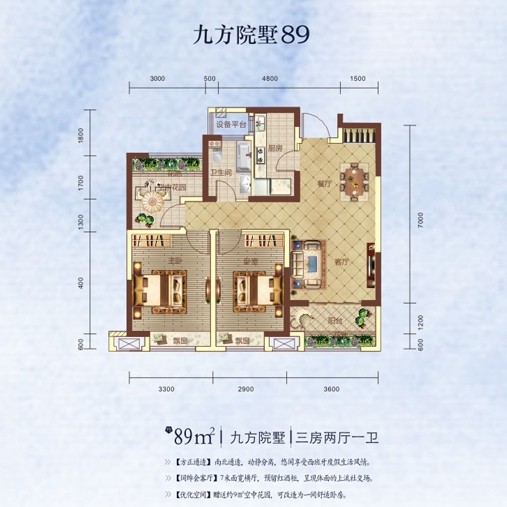 九方院墅89
3000 500 4800 1500
1800
设备平台
厨房
卫生间
餐厅
1700
空中花园
7000
1300
主卧
卧室
客厅
400
阳台
1200
600
飘窗
飘窗
600
3300 2900 3600
89m² 九方院墅 三房两厅一卫
》【方正通透】南北通透,动静分离,悠闲享受西班牙度假生活风情。
》【阔绰会客厅】7米面宽横厅,预留红酒柜,呈现体面的上流社交场。
》【优化空间】赠送约9㎡空中花园,可改造为一间舒适卧房。